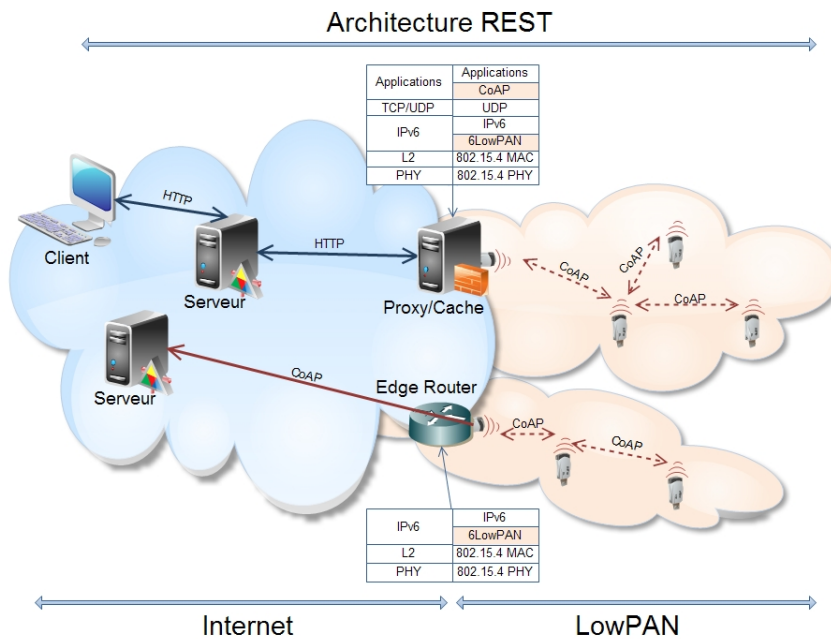 Architecture REST
Applications
Applications
CoAP
TCP/UDP
UDP
IPv6
IPv6
6LowPAN
L2
802.15.4 MAC
PHY
802.15.4 PHY
HTTP
Client
HTTP
Serveur
Proxy/Cache
CoAP
CoAP
CoAP
Serveur
CoAP
Edge Router
CoAP
CoAP
IPv6
IPv6
6LowPAN
L2
802.15.4 MAC
PHY
802.15.4 PHY
Internet
LowPAN